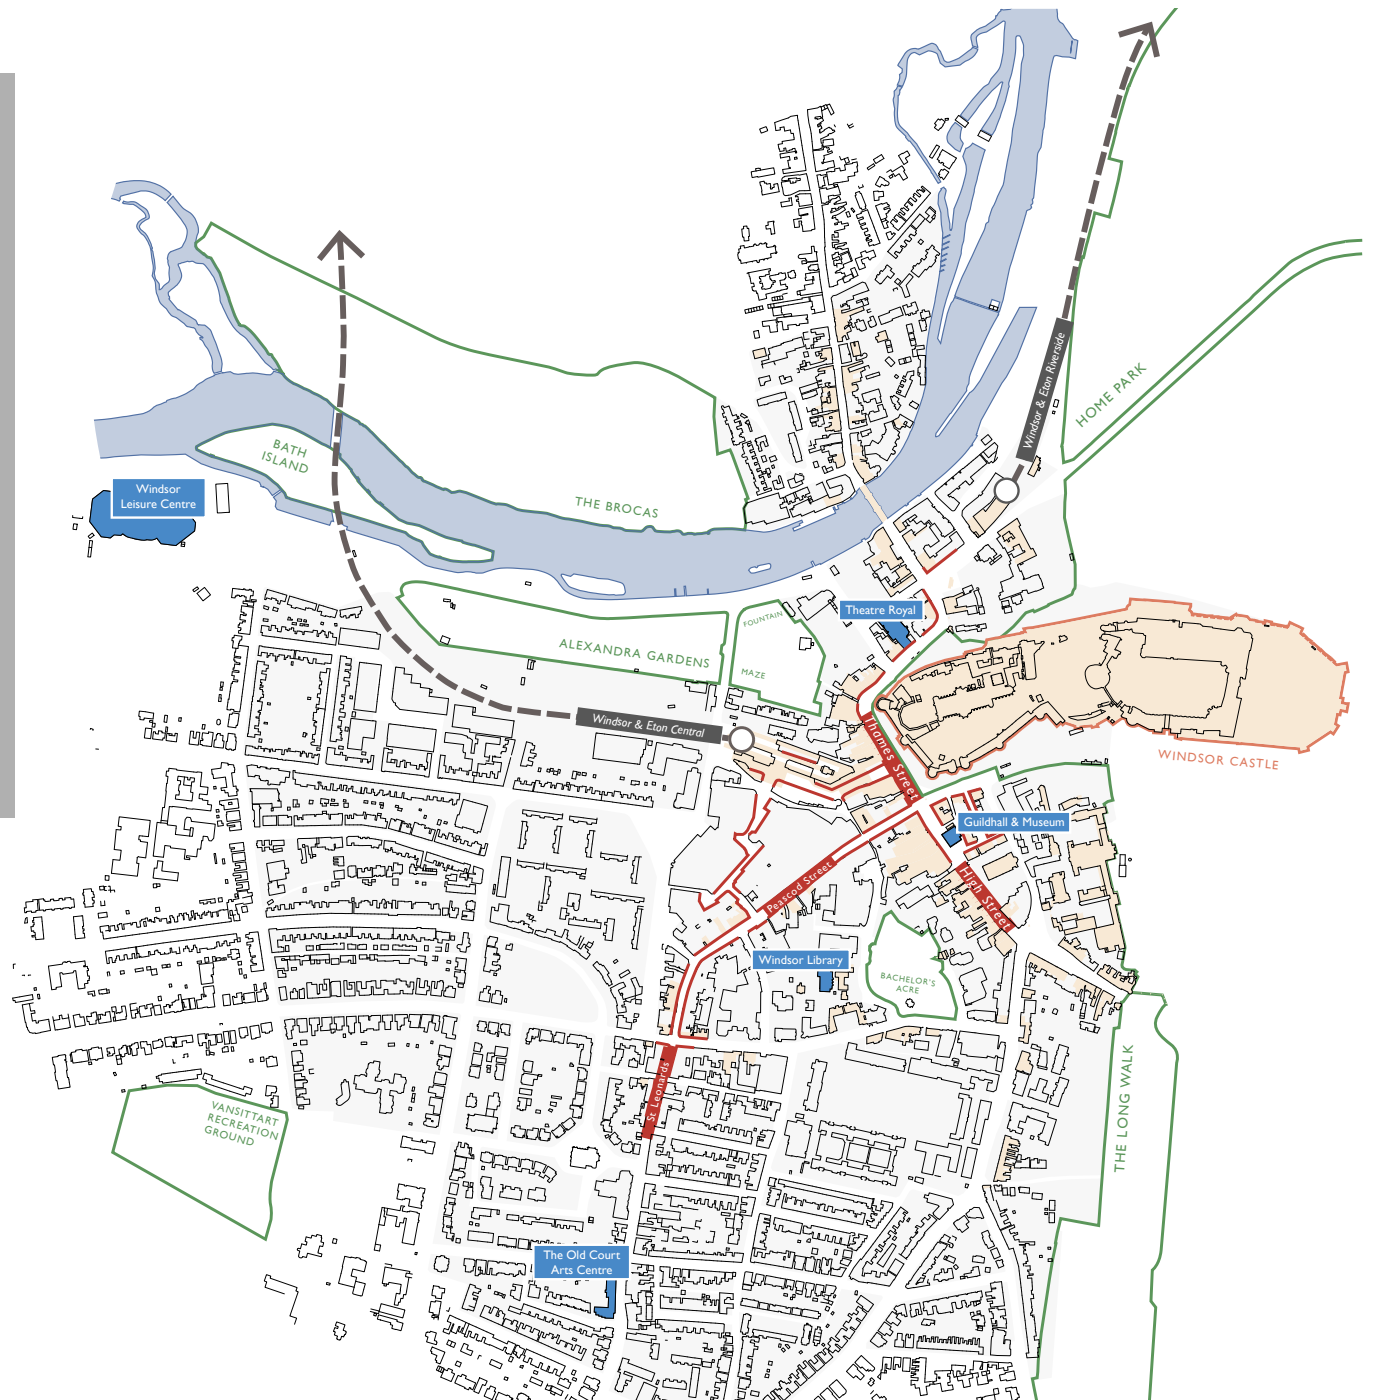 Windsor & Eton Riverside
HOME PARK
BATH
ISLAND
Windsor
Leisure Centre
THE BROCAS
Theatre Royal
FOUNTAIN
ALEXANDRA GARDENS
MAZE
Windsor & Eton Central
Thames Street
WINDSOR CASTLE
Guildhall & Museum
Peascod Street
High Street
Windsor Library
BACHELOR'S
ACRE
St Leonards
THE LONG WALK
VANSITTART
RECREATION
GROUND
The Old Court
Arts Centre